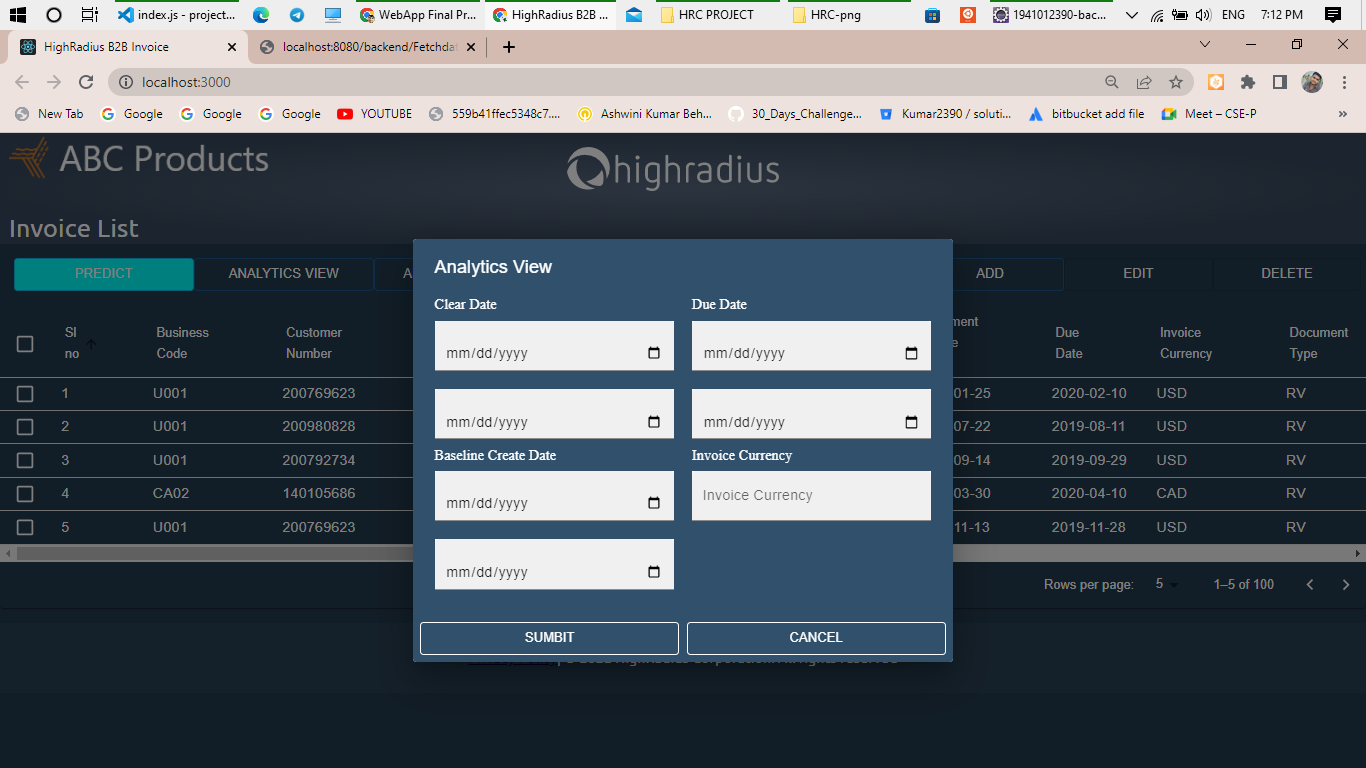 index.js - project...
WebApp Final Pr...
HighRadius B2B ...
HRC PROJECT
HRC-png
1941012390-bac...
ENG
7:12 PM
HighRadius B2B Invoice
localhost:8080/backend/Fetchda
localhost:3000
New Tab
Google
Google
Google
YOUTUBE
559b41ffec5348c7....
Ashwini Kumar Beh...
30_Days_Challenge...
Kumar2390 / soluti...
bitbucket add file
Meet – CSE-P
»
ABC Products
highradius
Invoice List
PREDICT
ANALYTICS VIEW
A
ADD
EDIT
DELETE
Sl no
Business Code
Customer Number
Due Date
Invoice Currency
Document Type
1 U001 200769623 01-25 2020-02-10 USD RV
2 U001 200980828 07-22 2019-08-11 USD RV
3 U001 200792734 09-14 2019-09-29 USD RV
4 CA02 140105686 03-30 2020-04-10 CAD RV
5 U001 200769623 11-13 2019-11-28 USD RV
Rows per page: 5 1–5 of 100
Analytics View
Clear Date
Due Date
mm/dd/yyyy
mm/dd/yyyy
mm/dd/yyyy
mm/dd/yyyy
Baseline Create Date
Invoice Currency
mm/dd/yyyy
Invoice Currency
mm/dd/yyyy
SUMBIT
CANCEL